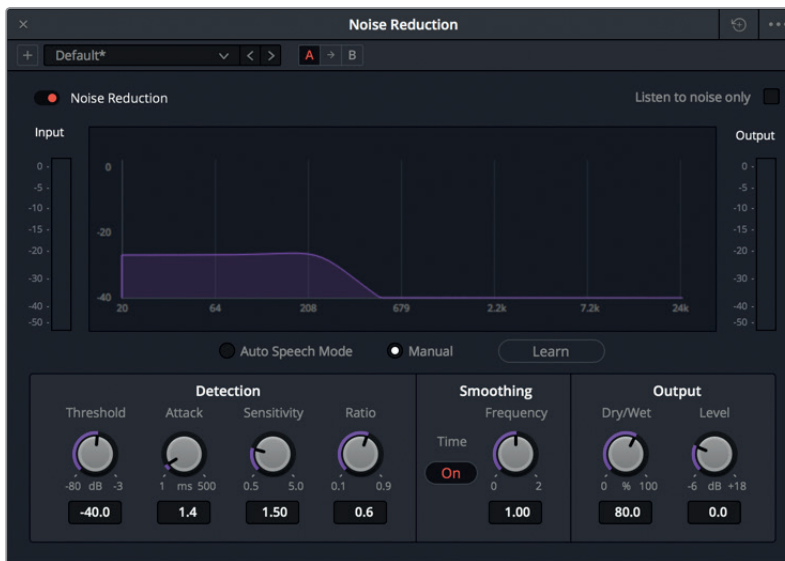 × Noise Reduction •••
+ Default* < > A → B
Noise Reduction Listen to noise only
Input Output
0 0 0
-5 -5
-10 -10
-15 -15
-20 -20 -20
-30 -30
-40 -40 -40
-50 -50
20 64 208 679 2.2k 7.2k 24k
Auto Speech Mode Manual Learn
Detection Smoothing Output
Threshold Attack Sensitivity Ratio Frequency Dry/Wet Level
Time
On
-80 dB -3 1 ms 500 0.5 5.0 0.1 0.9 0 2 0 % 100 -6 dB +18
-40.0 1.4 1.50 0.6 1.00 80.0 0.0